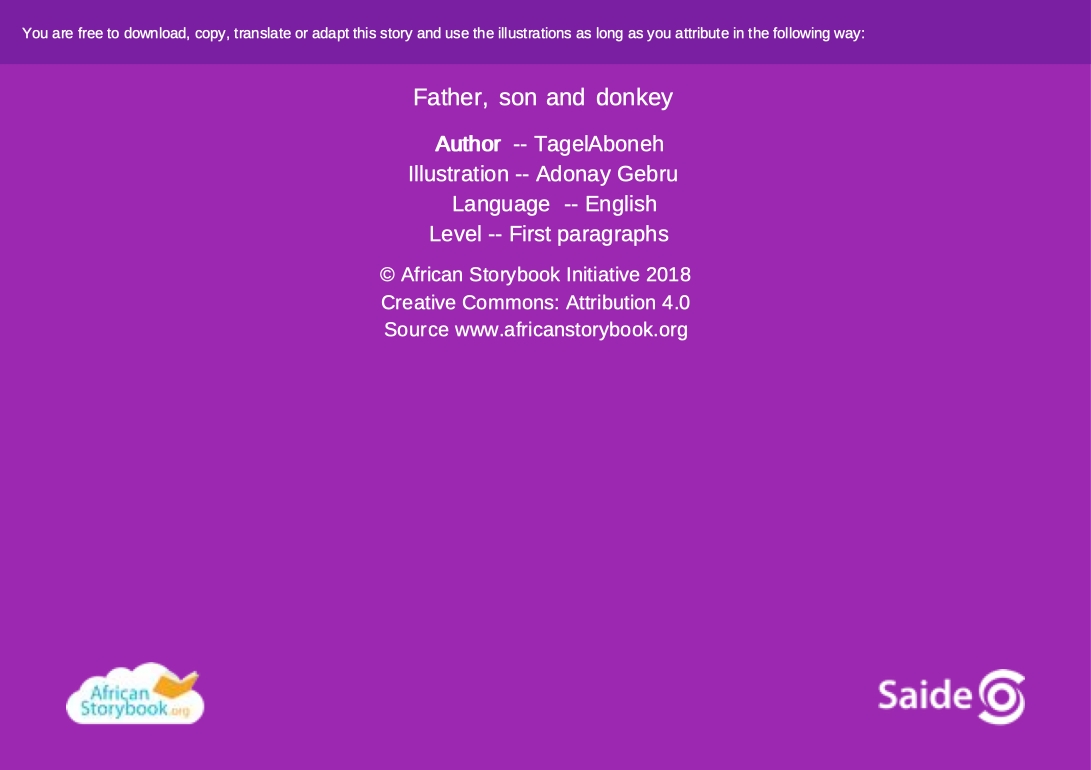 You are free to download, copy, translate or adapt this story and use the illustrations as long as you attribute in the following way:
Father, son and donkey
Author -- TagelAboneh
Illustration -- Adonay Gebru
Language -- English
Level -- First paragraphs
© African Storybook Initiative 2018
Creative Commons: Attribution 4.0
Source www.africanstorybook.org
African
Storybook.org
Saide